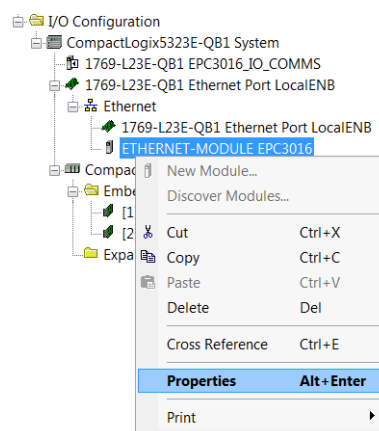 I/O Configuration
CompactLogix5323E-QB1 System
1769-L23E-QB1 EPC3016_IO_COMMS
1769-L23E-QB1 Ethernet Port LocalENB
Ethernet
1769-L23E-QB1 Ethernet Port LocalENB
ETHERNET-MODULE EPC3016
Compac
Embe
[1
[2
Expa
New Module...
Discover Modules...
Cut Ctrl+X
Copy Ctrl+C
Paste Ctrl+V
Delete Del
Cross Reference Ctrl+E
Properties Alt+Enter
Print